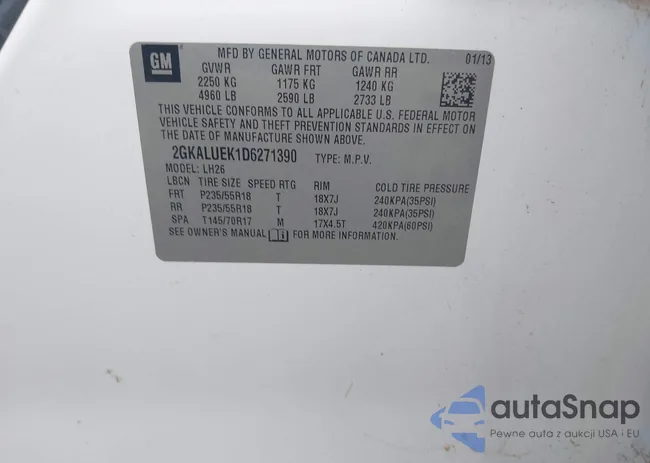 GM
MFD BY GENERAL MOTORS OF CANADA LTD. 01/13
GVWR GAWR FRT GAWR RR
2250 KG 1175 KG 1240 KG
4960 LB 2590 LB 2733 LB
THIS VEHICLE CONFORMS TO ALL APPLICABLE U.S. FEDERAL MOTOR
VEHICLE SAFETY AND THEFT PREVENTION STANDARDS IN EFFECT ON
THE DATE OF MANUFACTURE SHOWN ABOVE.
2GKALUEK1D6271390 TYPE: M.P.V.
MODEL: LH26
LBCN TIRE SIZE SPEED RTG RIM COLD TIRE PRESSURE
FRT P235/55R18 T 18X7J 240KPA(35PSI)
RR P235/55R18 T 18X7J 240KPA(35PSI)
SPA T145/70R17 M 17X4.5T 420KPA(60PSI)
SEE OWNER'S MANUAL FOR MORE INFORMATION.
autaSnap
Pewne auta z aukcji USA i EU